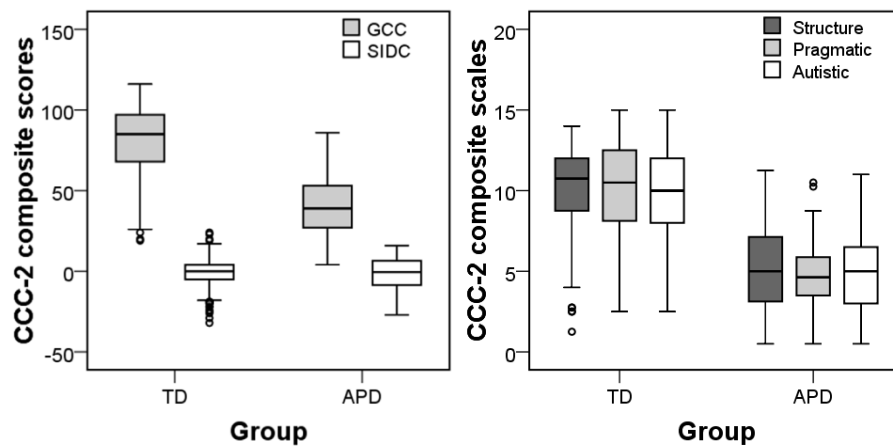 CCC-2 composite scores
150
100
50
0
-50
GCC
SIDC
TD
APD
Group
CCC-2 composite scales
20
15
10
5
0
Structure
Pragmatic
Autistic
TD
APD
Group